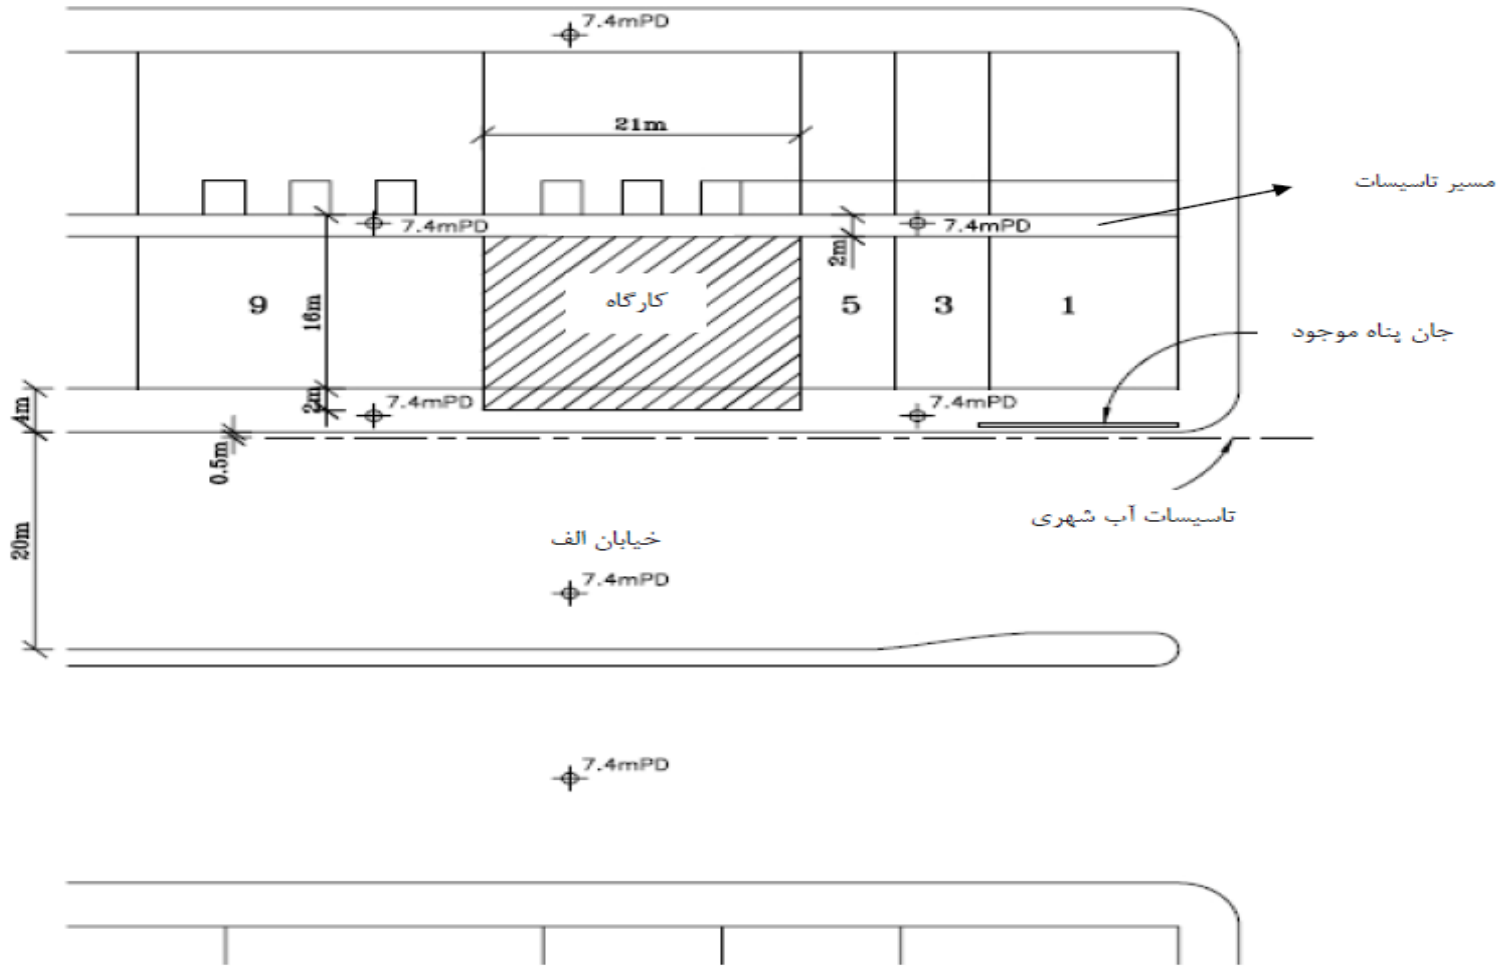 7.4mPD
21m
مسیر تاسیسات
7.4mPD
7.4mPD
2m
9
16m
کارگاه
5
3
1
جان پناه موجود
4m
2m
7.4mPD
7.4mPD
0.5m
تاسیسات آب شهری
20m
خیابان الف
7.4mPD
7.4mPD